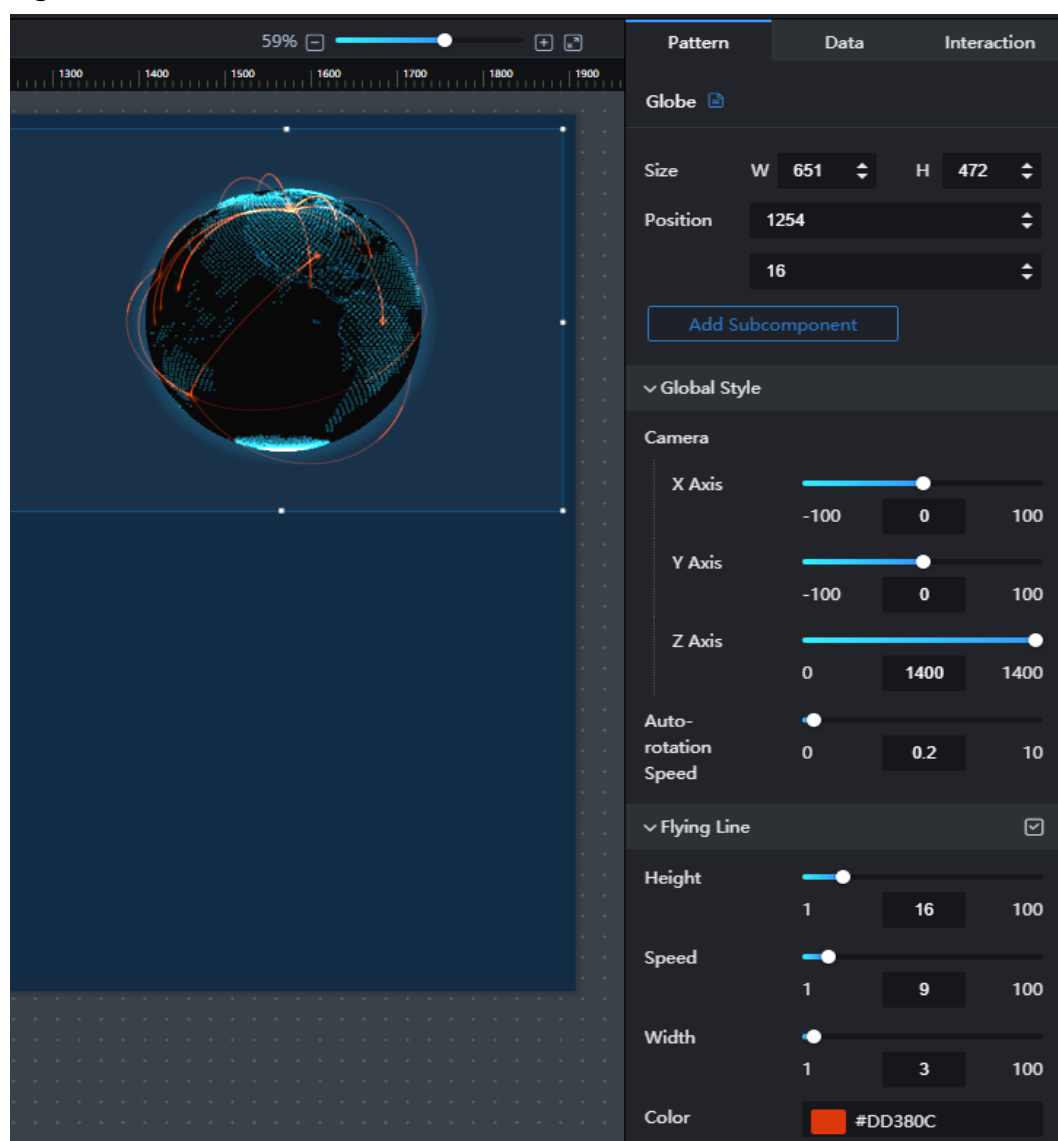 59%
1300 1400 1500 1600 1700 1800 1900
Pattern Data Interaction
Globe
Size W 651 H 472
Position 1254
16
Add Subcomponent
Global Style
Camera
X Axis
-100 0 100
Y Axis
-100 0 100
Z Axis
0 1400 1400
Auto-
rotation
Speed
0 0.2 10
Flying Line
Height
1 16 100
Speed
1 9 100
Width
1 3 100
Color #DD380C